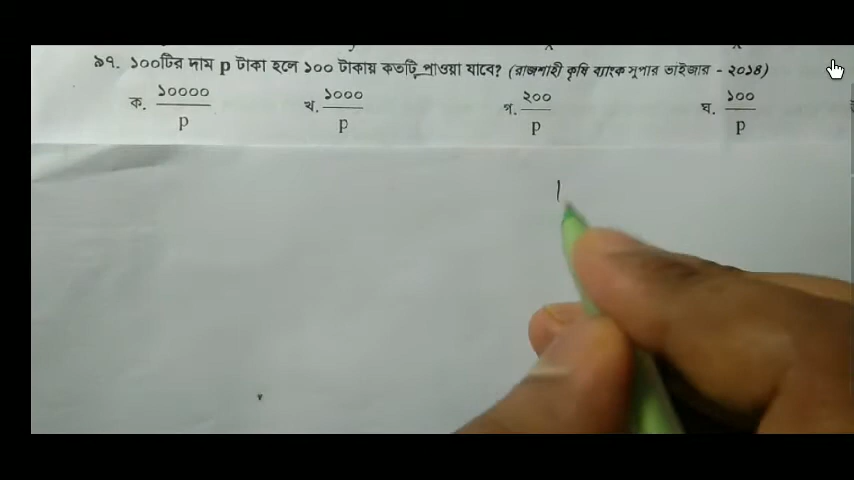 ৯৭. ১০০টির দাম p টাকা হলে ১০০ টাকায় কতটি পাওয়া যাবে? (রাজশাহী কৃষি ব্যাংক সুপার ভাইজার - ২০১৪)
ক. ১০০০০/p খ. ১০০০/p গ. ২০০/p ঘ. ১০০/p